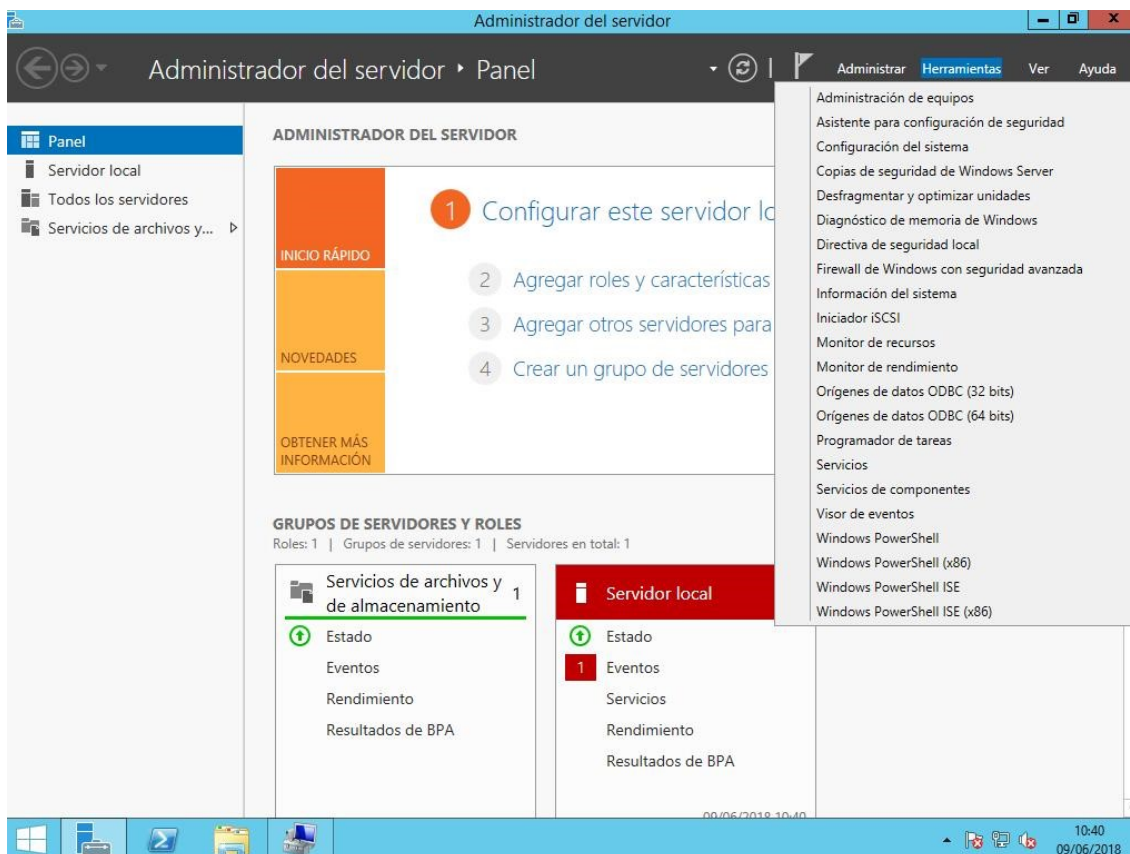 Administrador del servidor
Administrador del servidor ‣ Panel
Administrar Herramientas Ver Ayuda
Panel
Servidor local
Todos los servidores
Servicios de archivos y...
ADMINISTRADOR DEL SERVIDOR
INICIO RÁPIDO
NOVEDADES
OBTENER MÁS
INFORMACIÓN
1 Configurar este servidor lo
2 Agregar roles y características
3 Agregar otros servidores para
4 Crear un grupo de servidores
Administración de equipos
Asistente para configuración de seguridad
Configuración del sistema
Copias de seguridad de Windows Server
Desfragmentar y optimizar unidades
Diagnóstico de memoria de Windows
Directiva de seguridad local
Firewall de Windows con seguridad avanzada
Información del sistema
Iniciador iSCSI
Monitor de recursos
Monitor de rendimiento
Orígenes de datos ODBC (32 bits)
Orígenes de datos ODBC (64 bits)
Programador de tareas
Servicios
Servicios de componentes
Visor de eventos
Windows PowerShell
Windows PowerShell (x86)
Windows PowerShell ISE
Windows PowerShell ISE (x86)
GRUPOS DE SERVIDORES Y ROLES
Roles: 1 | Grupos de servidores: 1 | Servidores en total: 1
Servicios de archivos y
de almacenamiento
1
Estado
Eventos
Rendimiento
Resultados de BPA
Servidor local
Estado
1 Eventos
Servicios
Rendimiento
Resultados de BPA
09/06/2018 10:40
10:40
09/06/2018